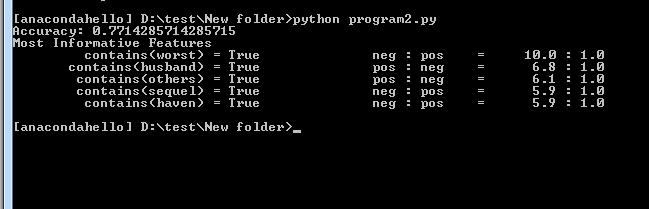 [anacondahello] D:\test\New folder>python program2.py
Accuracy: 0.7714285714285715
Most Informative Features
contains(worst) = True neg : pos = 10.0 : 1.0
contains(husband) = True pos : neg = 6.8 : 1.0
contains(others) = True pos : neg = 6.1 : 1.0
contains(sequel) = True neg : pos = 5.9 : 1.0
contains(haven) = True neg : pos = 5.9 : 1.0
[anacondahello] D:\test\New folder>_